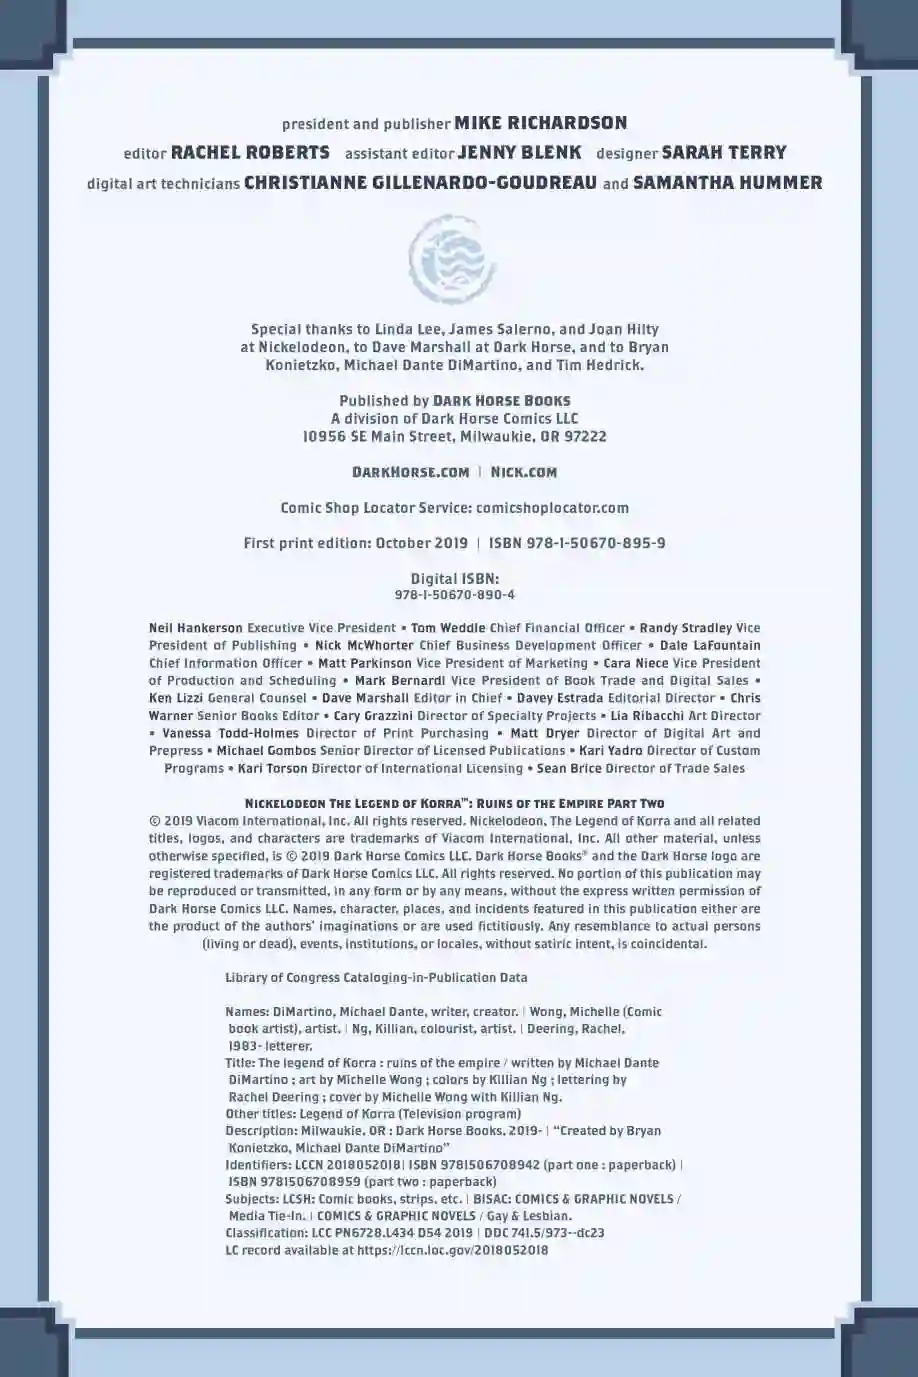 president and publisher MIKE RICHARDSON
editor RACHEL ROBERTS assistant editor JENNY BLENK designer SARAH TERRY
digital art technicians CHRISTIANNE GILLENARDO-GOUDREAU and SAMANTHA HUMMER
Special thanks to Linda Lee, James Salerno, and Joan Hilty
at Nickelodeon, to Dave Marshall at Dark Horse, and to Bryan
Konietzko, Michael Dante DiMartino, and Tim Hedrick.
Published by DARK HORSE BOOKS
A division of Dark Horse Comics LLC
10956 SE Main Street, Milwaukie, OR 97222
DARKHORSE.COM | NICK.COM
Comic Shop Locator Service: comicshoplocator.com
First print edition: October 2019 | ISBN 978-1-50670-895-9
Digital ISBN:
978-1-50670-890-4
Neil Hankerson Executive Vice President • Tom Weddle Chief Financial Officer • Randy Stradley Vice
President of Publishing • Nick McWhorter Chief Business Development Officer • Dale LaFountain
Chief Information Officer • Matt Parkinson Vice President of Marketing • Cara Niece Vice President
of Production and Scheduling • Mark Bernardi Vice President of Book Trade and Digital Sales •
Ken Lizzi General Counsel • Dave Marshall Editor in Chief • Davey Estrada Editorial Director • Chris
Warner Senior Books Editor • Cary Grazzini Director of Specialty Projects • Lia Ribacchi Art Director
• Vanessa Todd-Holmes Director of Print Purchasing • Matt Dryer Director of Digital Art and
Prepress • Michael Gombos Senior Director of Licensed Publications • Kari Yadro Director of Custom
Programs • Kari Torson Director of International Licensing • Sean Brice Director of Trade Sales
NICKELODEON THE LEGEND OF KORRA™: RUINS OF THE EMPIRE PART TWO
© 2019 Viacom International, Inc. All rights reserved. Nickelodeon, The Legend of Korra and all related
titles, logos, and characters are trademarks of Viacom International, Inc. All other material, unless
otherwise specified, is © 2019 Dark Horse Comics LLC. Dark Horse Books® and the Dark Horse logo are
registered trademarks of Dark Horse Comics LLC. All rights reserved. No portion of this publication may
be reproduced or transmitted, in any form or by any means, without the express written permission of
Dark Horse Comics LLC. Names, character, places, and incidents featured in this publication either are
the product of the authors' imaginations or are used fictitiously. Any resemblance to actual persons
(living or dead), events, institutions, or locales, without satiric intent, is coincidental.
Library of Congress Cataloging-in-Publication Data
Names: DiMartino, Michael Dante, writer, creator. | Wong, Michelle (Comic
book artist), artist. | Ng, Killian, colourist, artist. | Deering, Rachel,
1983- letterer.
Title: The legend of Korra : ruins of the empire / written by Michael Dante
DiMartino ; art by Michelle Wong ; colors by Killian Ng ; lettering by
Rachel Deering ; cover by Michelle Wong with Killian Ng.
Other titles: Legend of Korra (Television program)
Description: Milwaukie, OR : Dark Horse Books, 2019- | "Created by Bryan
Konietzko, Michael Dante DiMartino"
Identifiers: LCCN 2018052018| ISBN 9781506708942 (part one : paperback) |
ISBN 9781506708959 (part two : paperback)
Subjects: LCSH: Comic books, strips, etc. | BISAC: COMICS & GRAPHIC NOVELS /
Media Tie-In. | COMICS & GRAPHIC NOVELS / Gay & Lesbian.
Classification: LCC PN6728.L434 D54 2019 | DDC 741.5/973--dc23
LC record available at https://lccn.loc.gov/2018052018